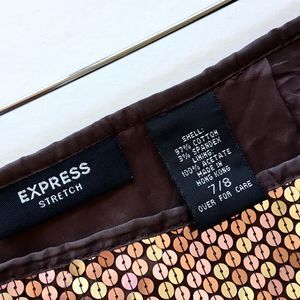 EXPRESS
STRETCH
SHELL:
97% COTTON
3% SPANDEX
LINING:
100% ACETATE
MADE IN
HONG KONG
7/8
OVER FOR CARE